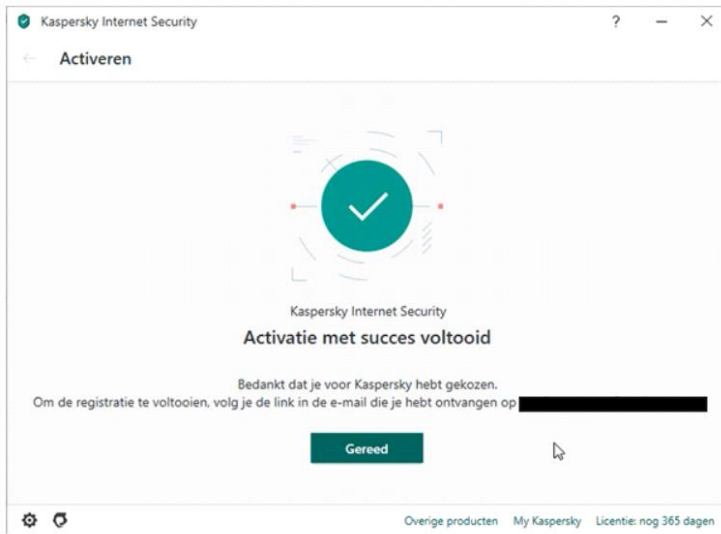 Kaspersky Internet Security
Activeren
Kaspersky Internet Security
Activatie met succes voltooid
Bedankt dat je voor Kaspersky hebt gekozen.
Om de registratie te voltooien, volg je de link in de e-mail die je hebt ontvangen op
Gereed
Overige producten My Kaspersky Licentie: nog 365 dagen